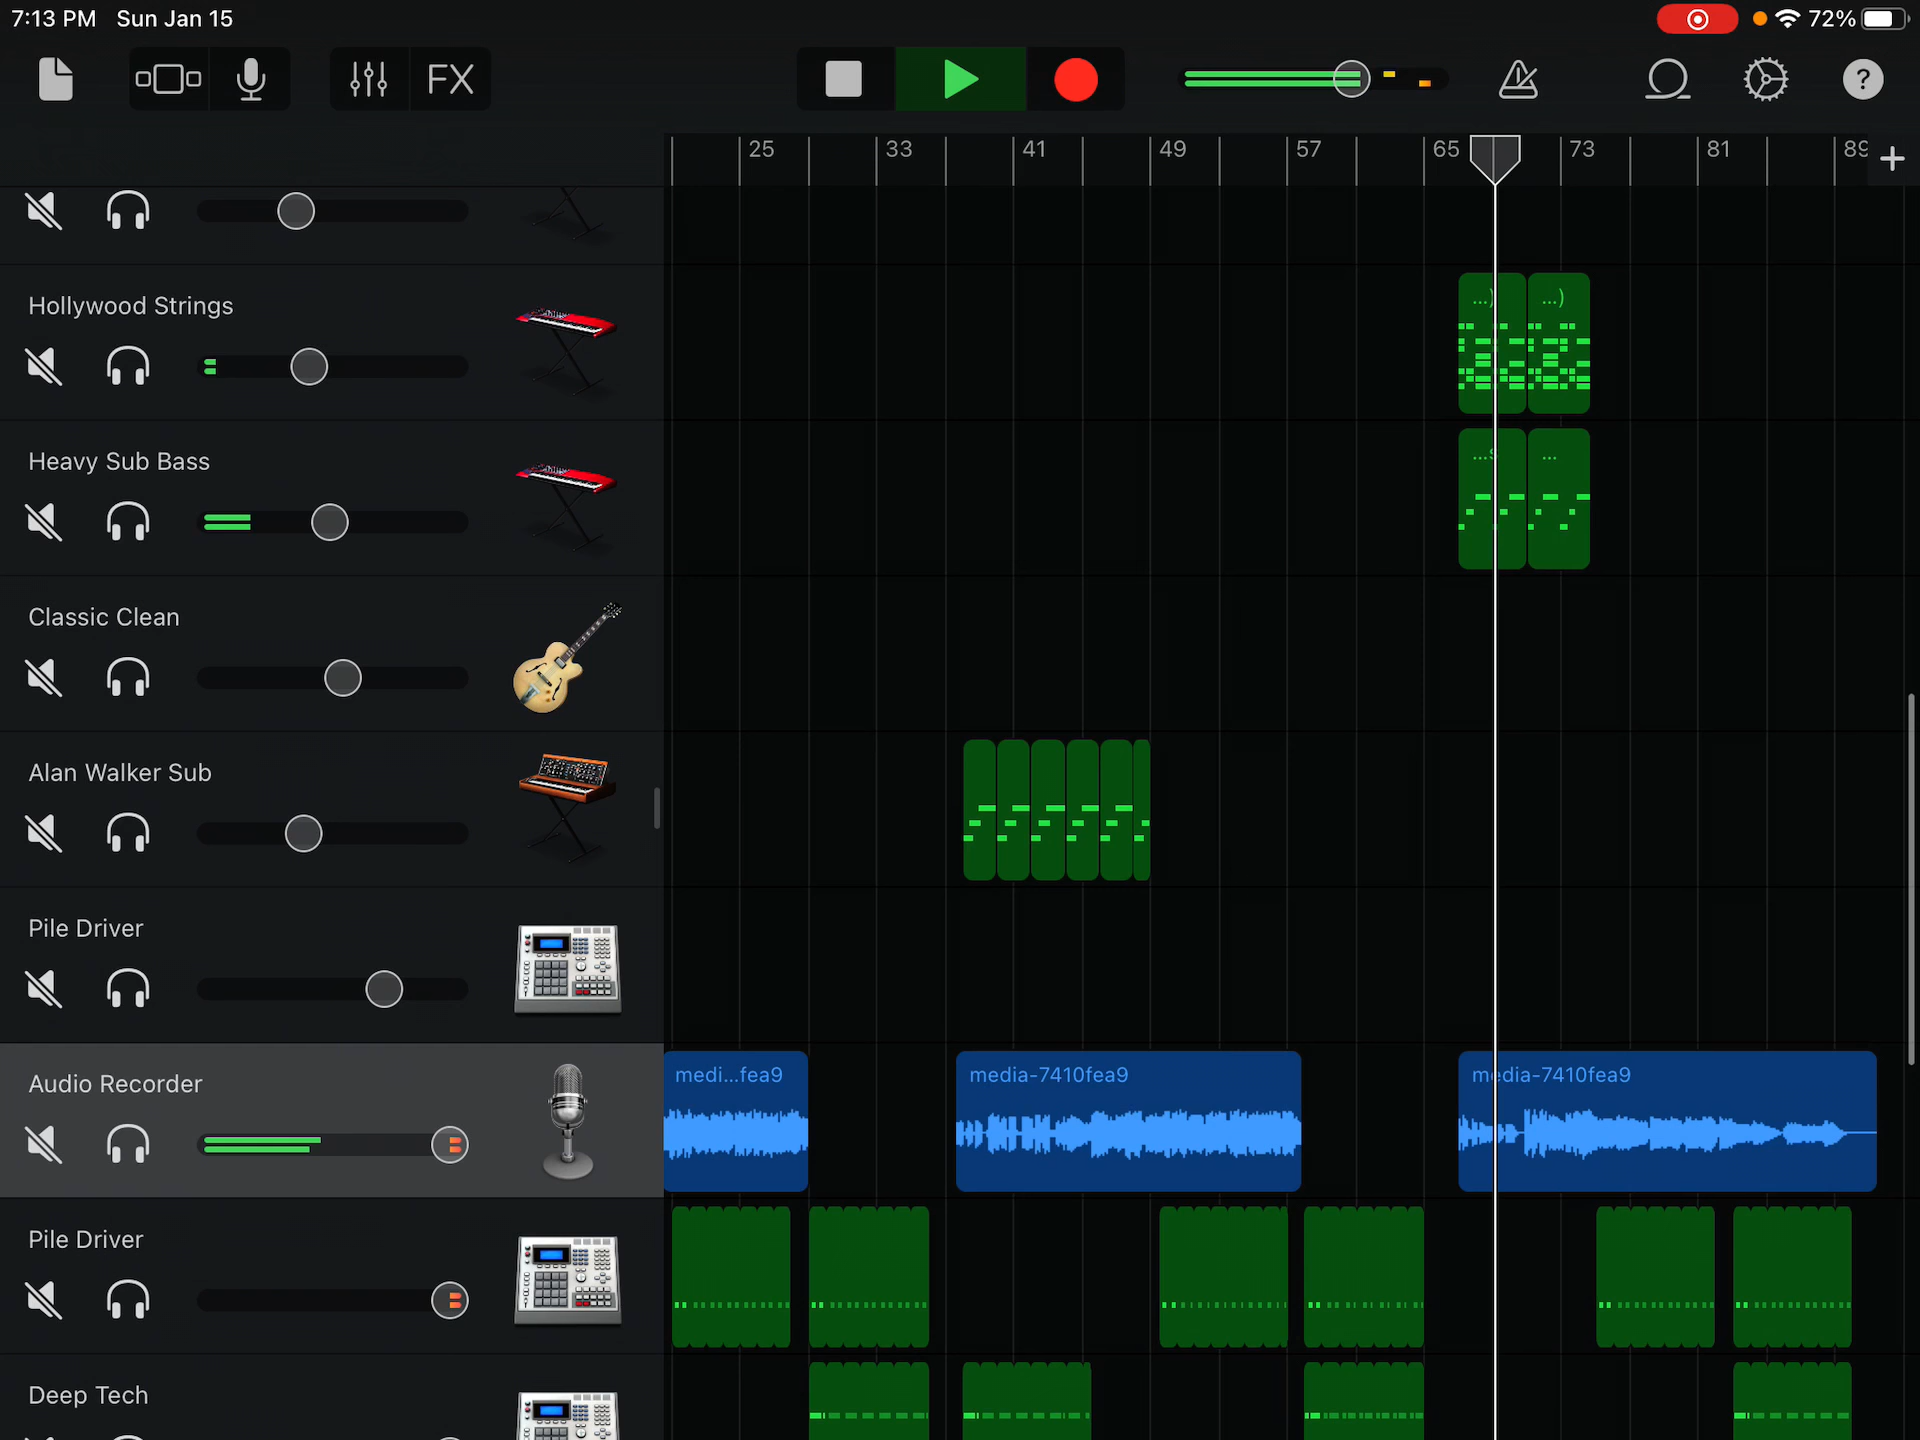 7:13 PM Sun Jan 15
72%
FX
?
25 33 41 49 57 65 73 81 89
Hollywood Strings
...) ...)
Heavy Sub Bass
...s ...
Classic Clean
Alan Walker Sub
Pile Driver
Audio Recorder
medi...fea9 media-7410fea9 media-7410fea9
Pile Driver
Deep Tech